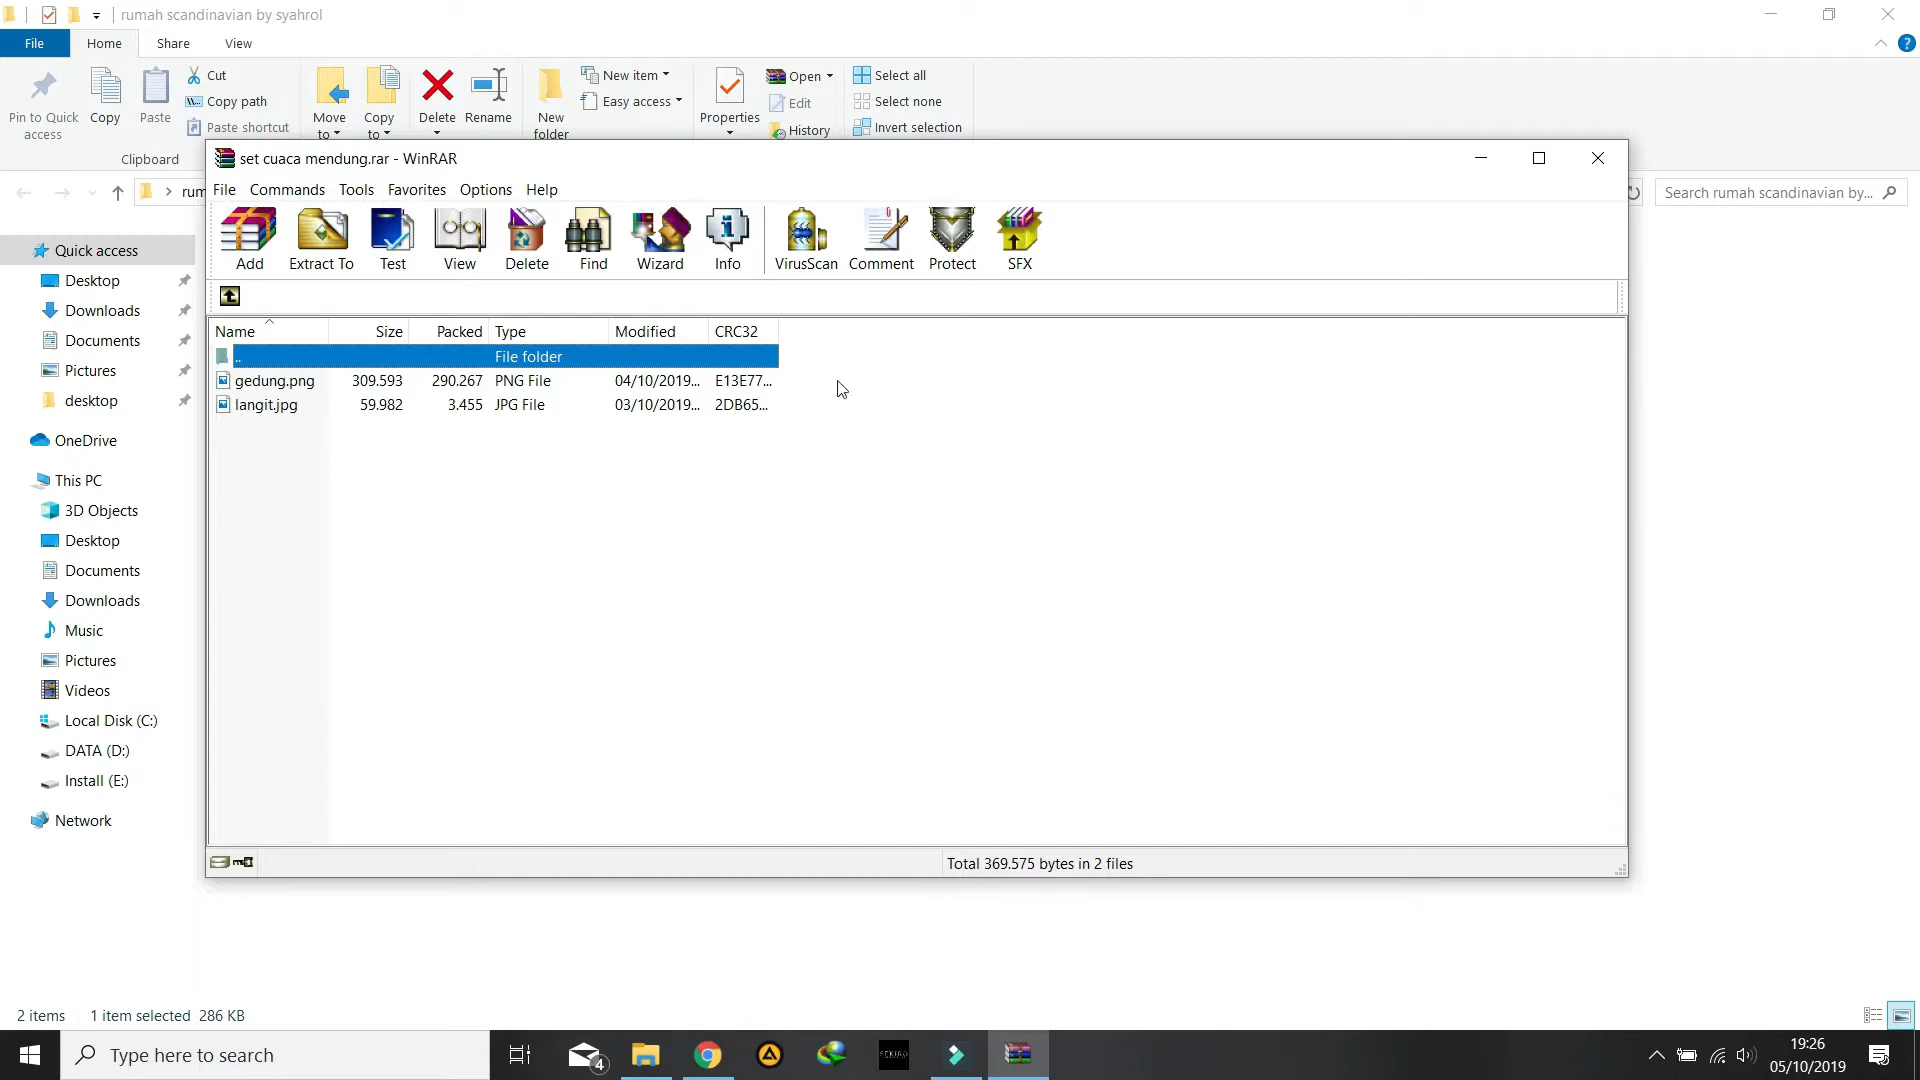 rumah scandinavian by syahrol
File Home Share View
Pin to Quick access
Copy
Paste
Cut
Copy path
Paste shortcut
Move to
Copy to
Delete
Rename
New folder
New item
Easy access
Properties
Open
Edit
History
Select all
Select none
Invert selection
Clipboard
rum
Search rumah scandinavian by...
set cuaca mendung.rar - WinRAR
File Commands Tools Favorites Options Help
Add Extract To Test View Delete Find Wizard Info VirusScan Comment Protect SFX
Name Size Packed Type Modified CRC32
.. File folder
gedung.png 309.593 290.267 PNG File 04/10/2019... E13E77...
langit.jpg 59.982 3.455 JPG File 03/10/2019... 2DB65...
Total 369.575 bytes in 2 files
Quick access
Desktop
Downloads
Documents
Pictures
desktop
OneDrive
This PC
3D Objects
Desktop
Documents
Downloads
Music
Pictures
Videos
Local Disk (C:)
DATA (D:)
Install (E:)
Network
2 items 1 item selected 286 KB
Type here to search
4
SEKIRO
19:26
05/10/2019